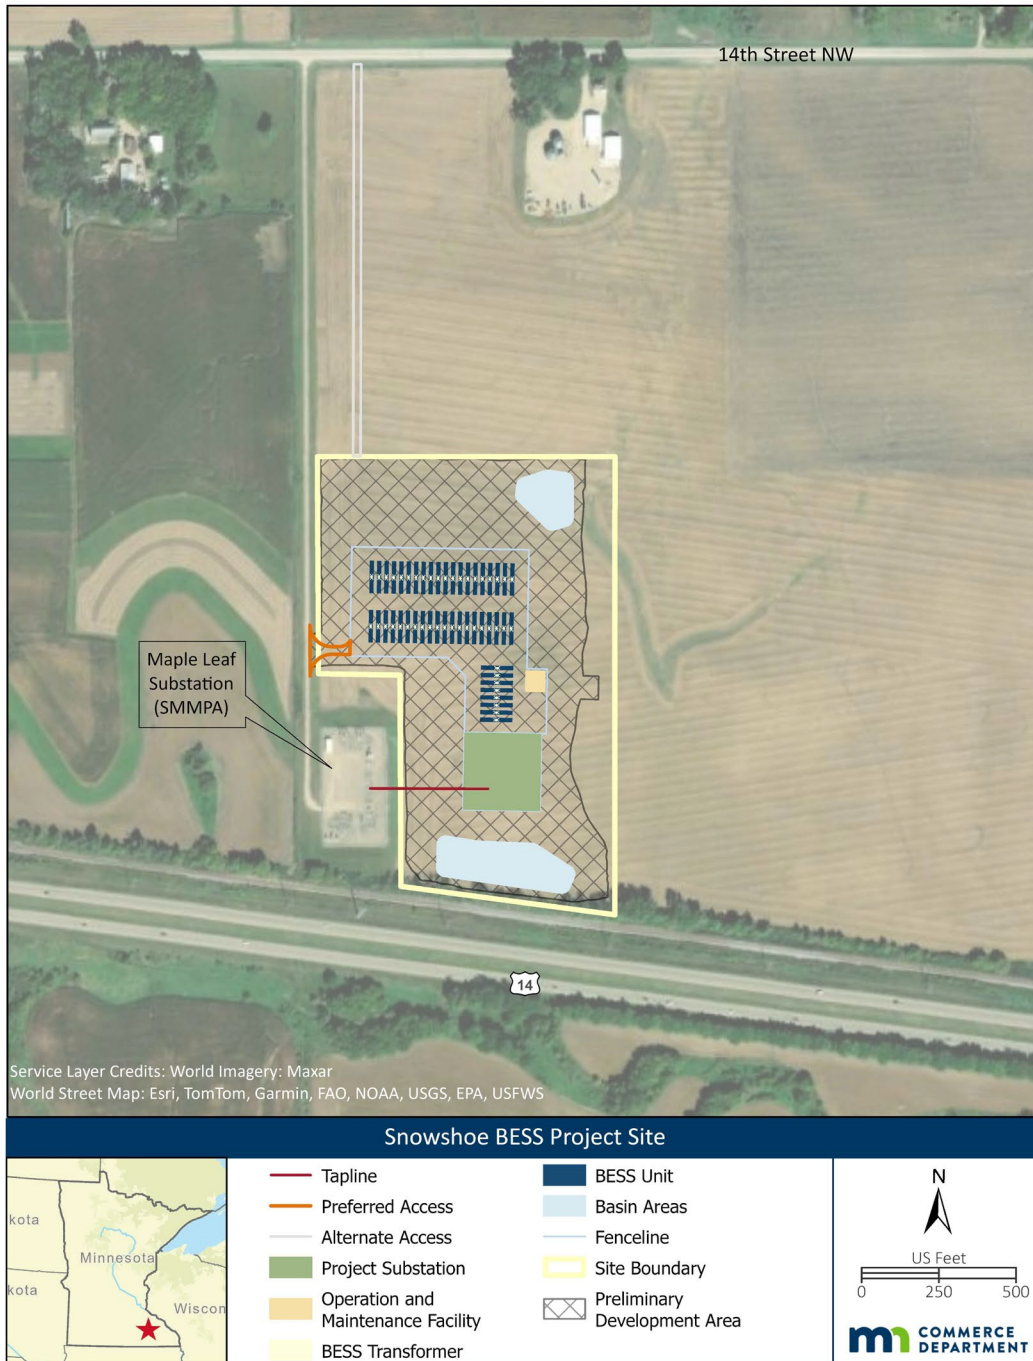 14th Street NW
Maple Leaf
Substation
(SMMPA)
14
Service Layer Credits: World Imagery: Maxar
World Street Map: Esri, TomTom, Garmin, FAO, NOAA, USGS, EPA, USFWS
Snowshoe BESS Project Site
kota
Minnesota
kota
Wiscon
Tapline
Preferred Access
Alternate Access
Project Substation
Operation and
Maintenance Facility
BESS Transformer
BESS Unit
Basin Areas
Fenceline
Site Boundary
Preliminary
Development Area
N
US Feet
0 250 500
mn COMMERCE
DEPARTMENT